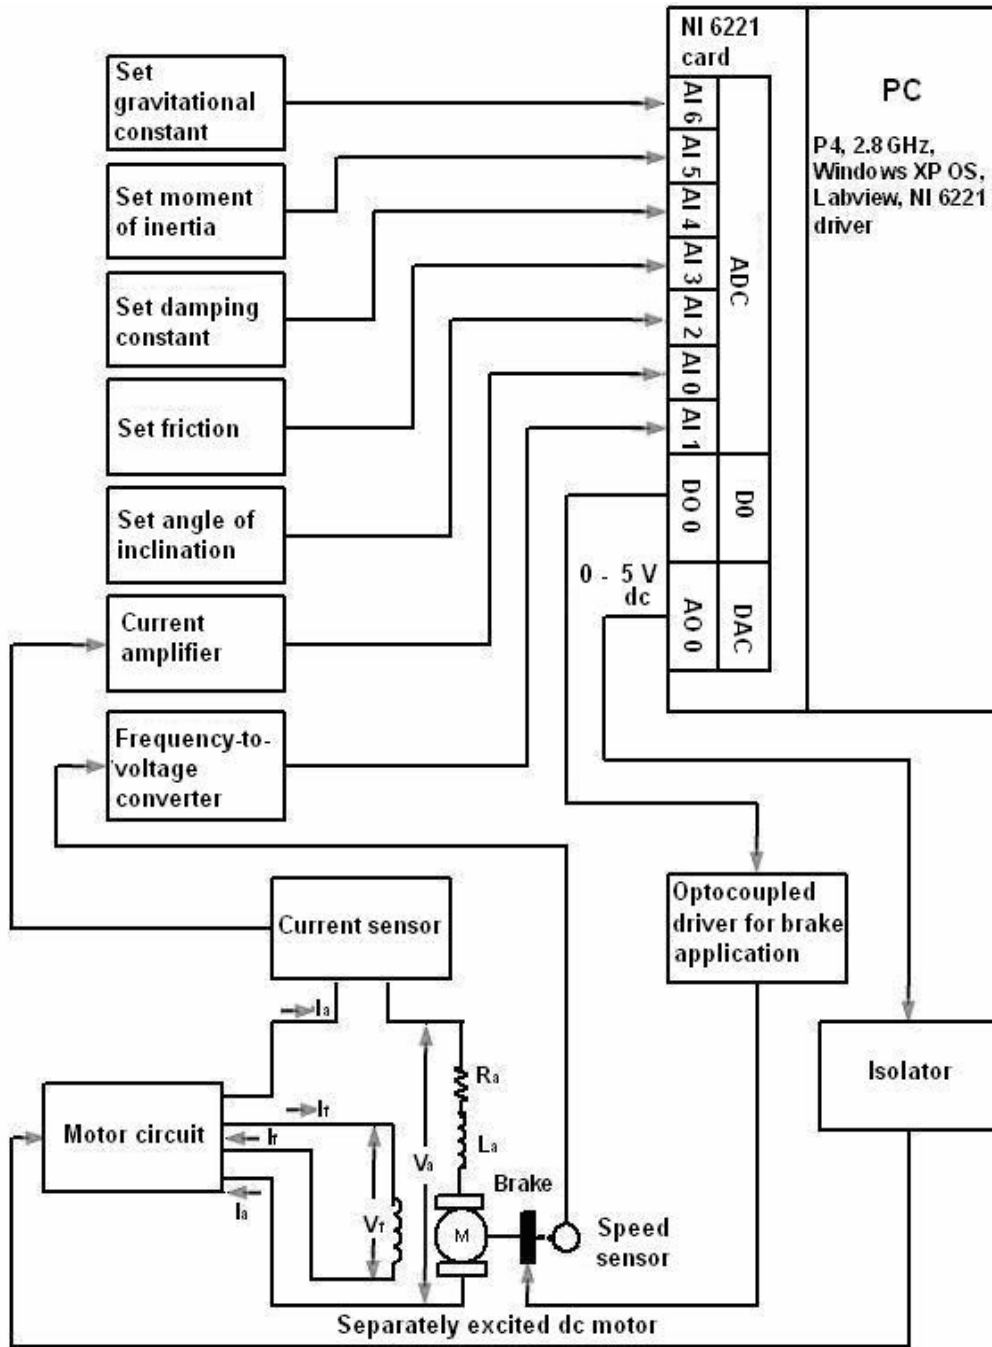 NI 6221
card
PC
P4, 2.8 GHz,
Windows XP OS,
Labview, NI 6221
driver
Set
gravitational
constant
Set moment
of inertia
Set damping
constant
Set friction
Set angle of
inclination
Current
amplifier
Frequency-to-
voltage
converter
AI 6
AI 5
AI 4
AI 3
AI 2
AI 0
AI 1
ADC
DO 0
D0
AO 0
DAC
0 - 5 V
dc
Current sensor
Optocoupled
driver for brake
application
Isolator
Motor circuit
Ia
If
If
Ia
Vf
Va
Ra
La
Brake
M
Speed
sensor
Separately excited dc motor